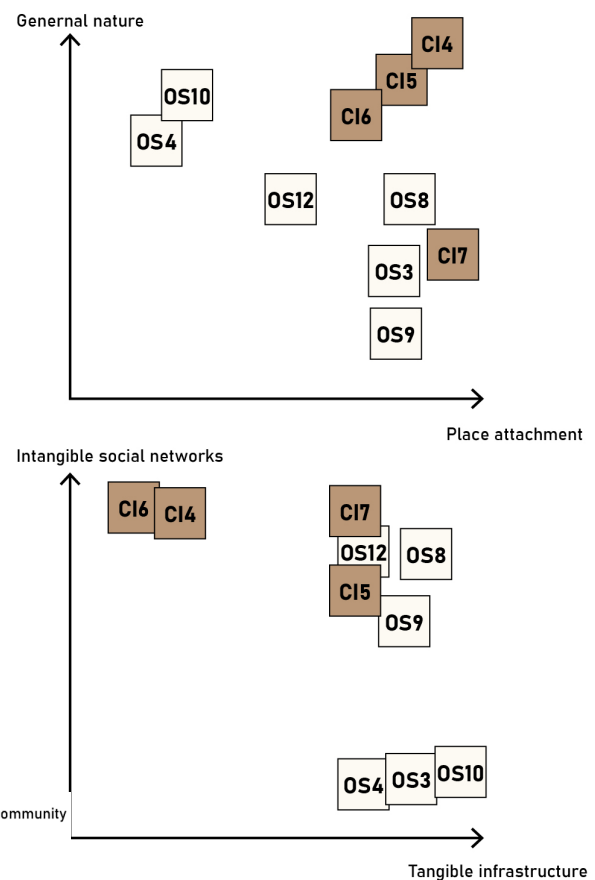 Genernal nature
CI4
CI5
OS10
CI6
OS4
OS12
OS8
CI7
OS3
OS9
Place attachment
Intangible social networks
CI6
CI4
CI7
OS12
OS8
CI5
OS9
OS4
OS3
OS10
ommunity
Tangible infrastructure